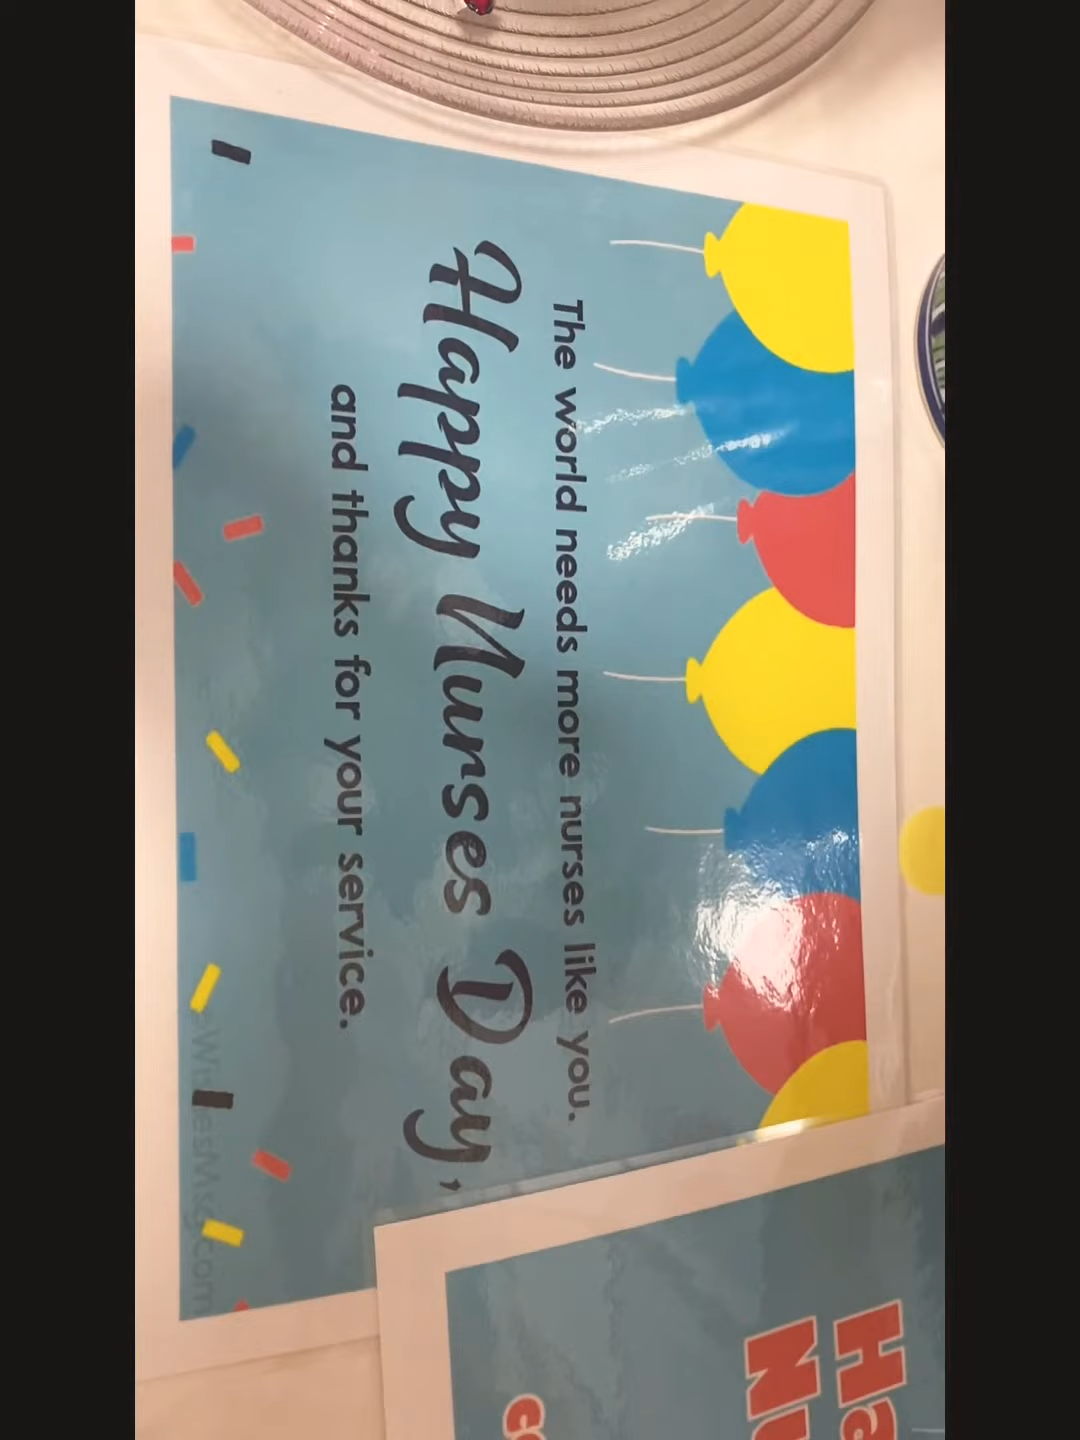 The world needs more nurses like you.
Happy Nurses Day,
and thanks for your service.
Ha
Nu